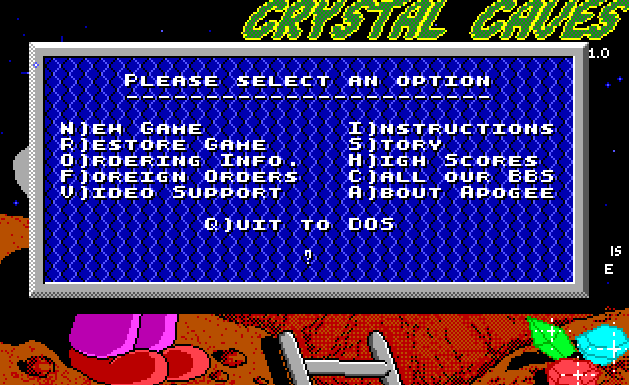 CRYSTAL CAVES
1.0
PLEASE SELECT AN OPTION
-----------------------
N)EW GAME I)NSTRUCTIONS
R)ESTORE GAME S)TORY
O)RDERING INFO. H)IGH SCORES
F)OREIGN ORDERS C)ALL OUR BBS
V)IDEO SUPPORT A)BOUT APOGEE
Q)UIT TO DOS
?
IS
E